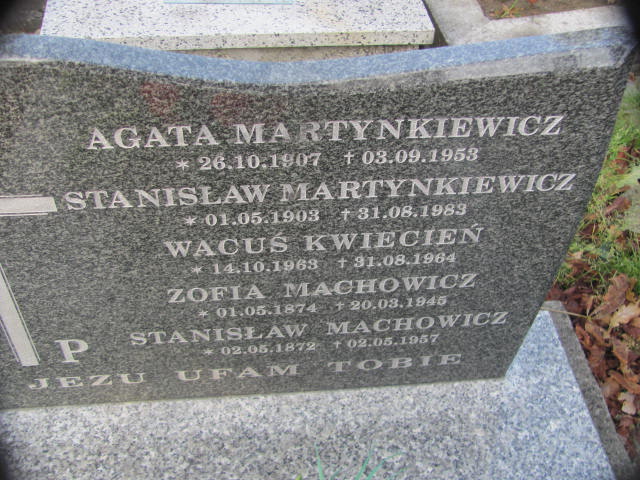 AGATA MARTYNKIEWICZ
* 26.10.1907 † 03.09.1953
STANISŁAW MARTYNKIEWICZ
* 01.05.1903 † 31.08.1983
WACUŚ KWIECIEŃ
* 14.10.1963 † 31.08.1964
ZOFIA MACHOWICZ
* 01.05.1874 † 20.03.1945
STANISŁAW MACHOWICZ
* 02.05.1872 † 02.05.1957
P
JEZU UFAM TOBIE